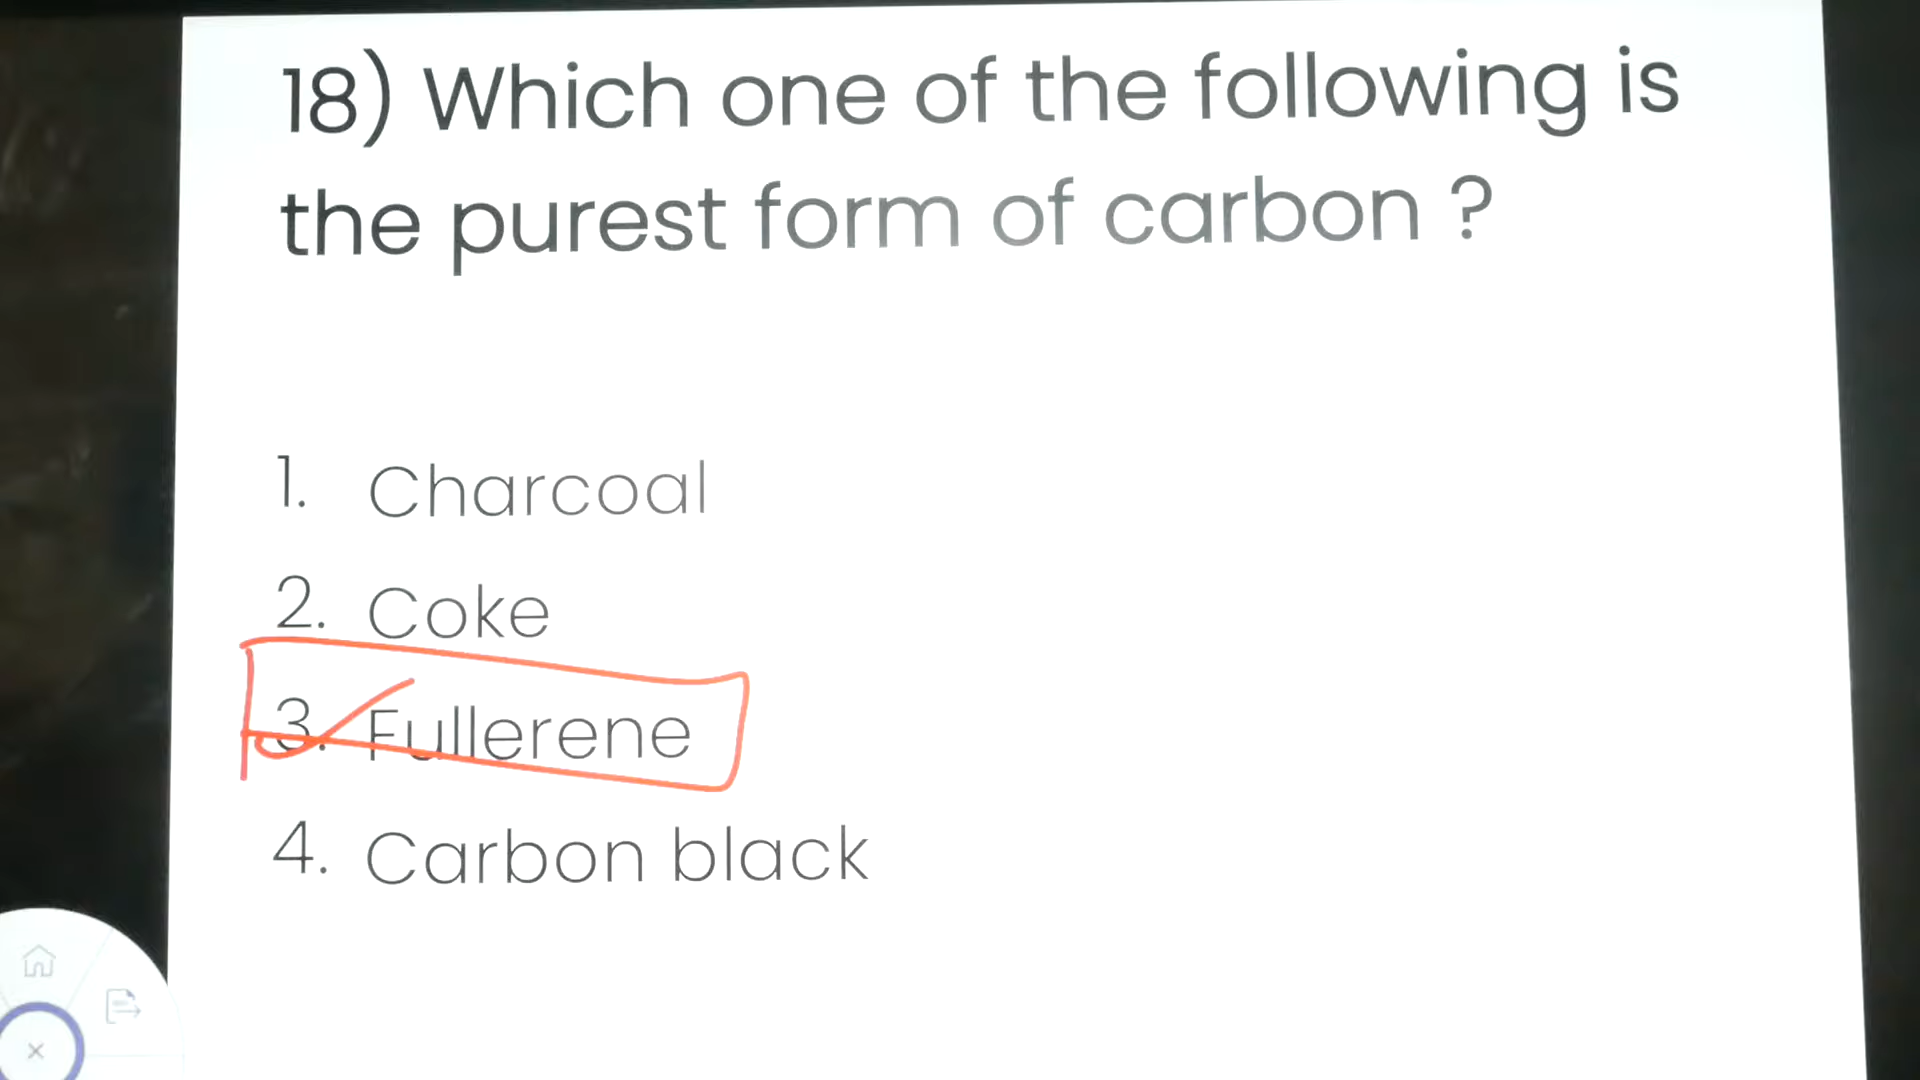 18) Which one of the following is
the purest form of carbon ?
1. Charcoal
2. Coke
3. Fullerene
4. Carbon black